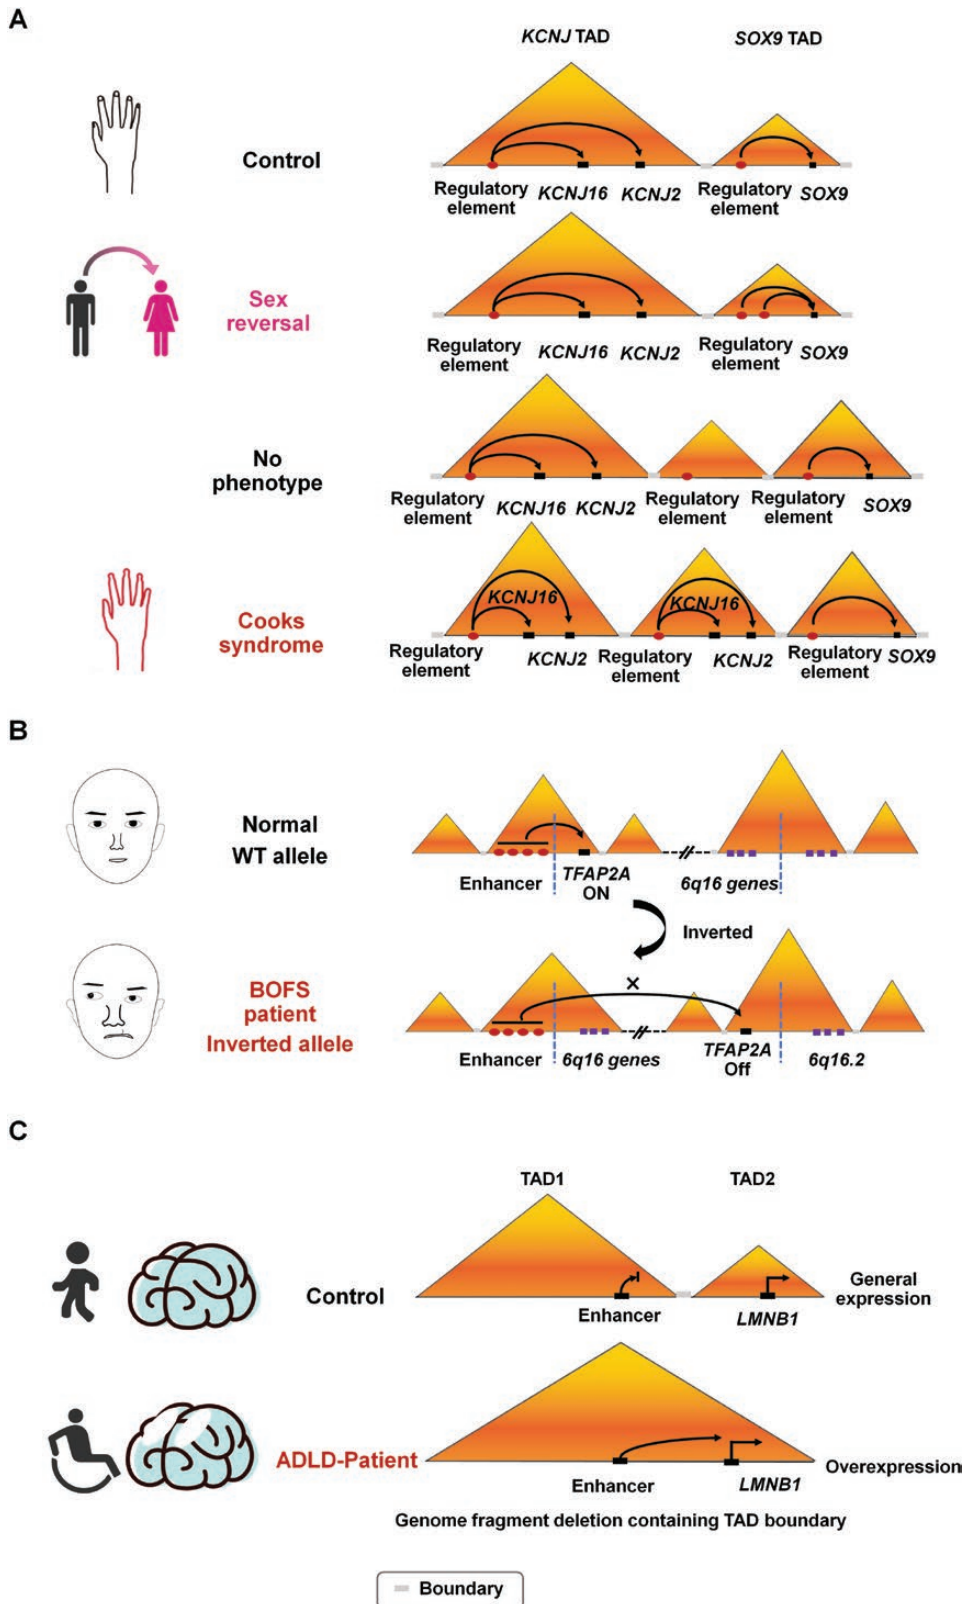 A
KCNJ TAD SOX9 TAD
Control
Regulatory element KCNJ16 KCNJ2 Regulatory element SOX9
Sex reversal
Regulatory element KCNJ16 KCNJ2 Regulatory element SOX9
No phenotype
Regulatory element KCNJ16 KCNJ2 Regulatory element Regulatory element SOX9
Cooks syndrome
KCNJ16 KCNJ16
Regulatory element KCNJ2 Regulatory element KCNJ2 Regulatory element SOX9
B
Normal
WT allele
Enhancer TFAP2A ON 6q16 genes
Inverted
×
BOFS patient
Inverted allele
Enhancer 6q16 genes TFAP2A Off 6q16.2
C
TAD1 TAD2
Control
Enhancer LMNB1
General expression
ADLD-Patient
Enhancer LMNB1
Overexpression
Genome fragment deletion containing TAD boundary
Boundary